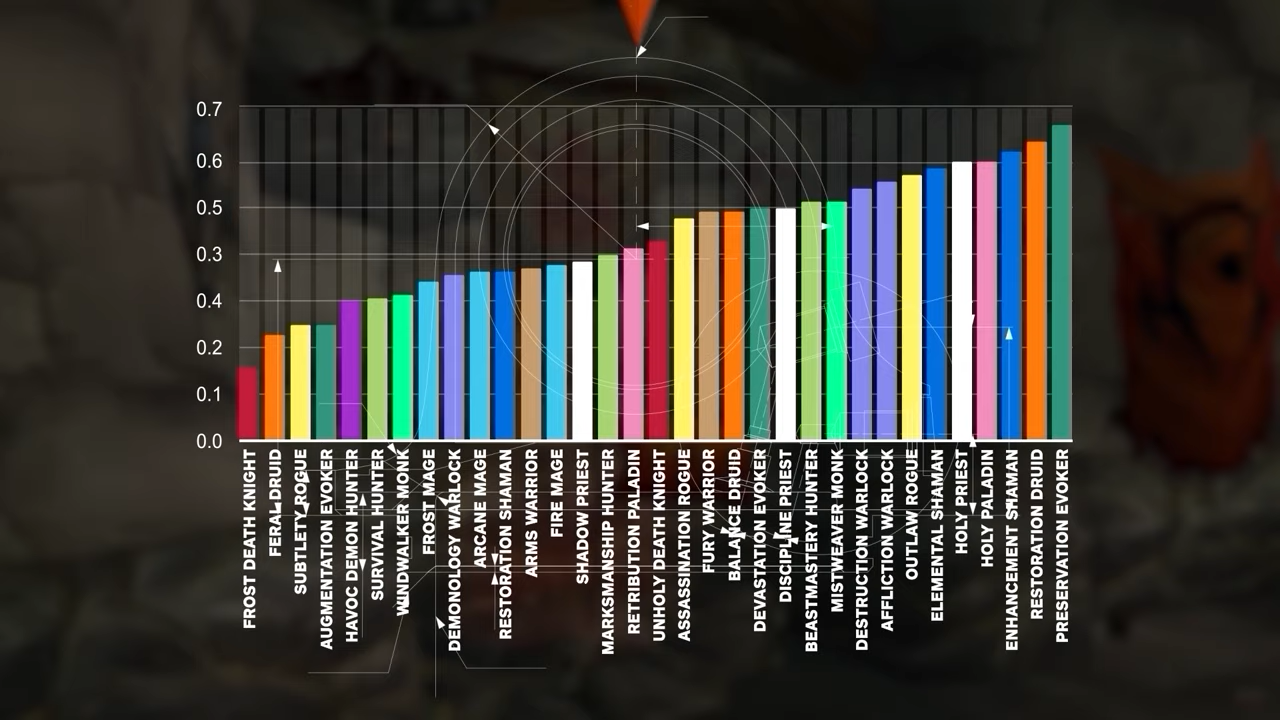 0.7
0.6
0.5
0.3
0.4
0.2
0.1
0.0
FROST DEATH KNIGHT
FERAL DRUID
SUBTLETY ROGUE
AUGMENTATION EVOKER
HAVOC DEMON HUNTER
SURVIVAL HUNTER
WINDWALKER MONK
FROST MAGE
DEMONOLOGY WARLOCK
ARCANE MAGE
RESTORATION SHAMAN
ARMS WARRIOR
FIRE MAGE
SHADOW PRIEST
MARKSMANSHIP HUNTER
RETRIBUTION PALADIN
UNHOLY DEATH KNIGHT
ASSASSINATION ROGUE
FURY WARRIOR
BALANCE DRUID
DEVASTATION EVOKER
DISCIPLINE PRIEST
BEASTMASTERY HUNTER
MISTWEAVER MONK
DESTRUCTION WARLOCK
AFFLICTION WARLOCK
OUTLAW ROGUE
ELEMENTAL SHAMAN
HOLY PRIEST
HOLY PALADIN
ENHANCEMENT SHAMAN
RESTORATION DRUID
PRESERVATION EVOKER